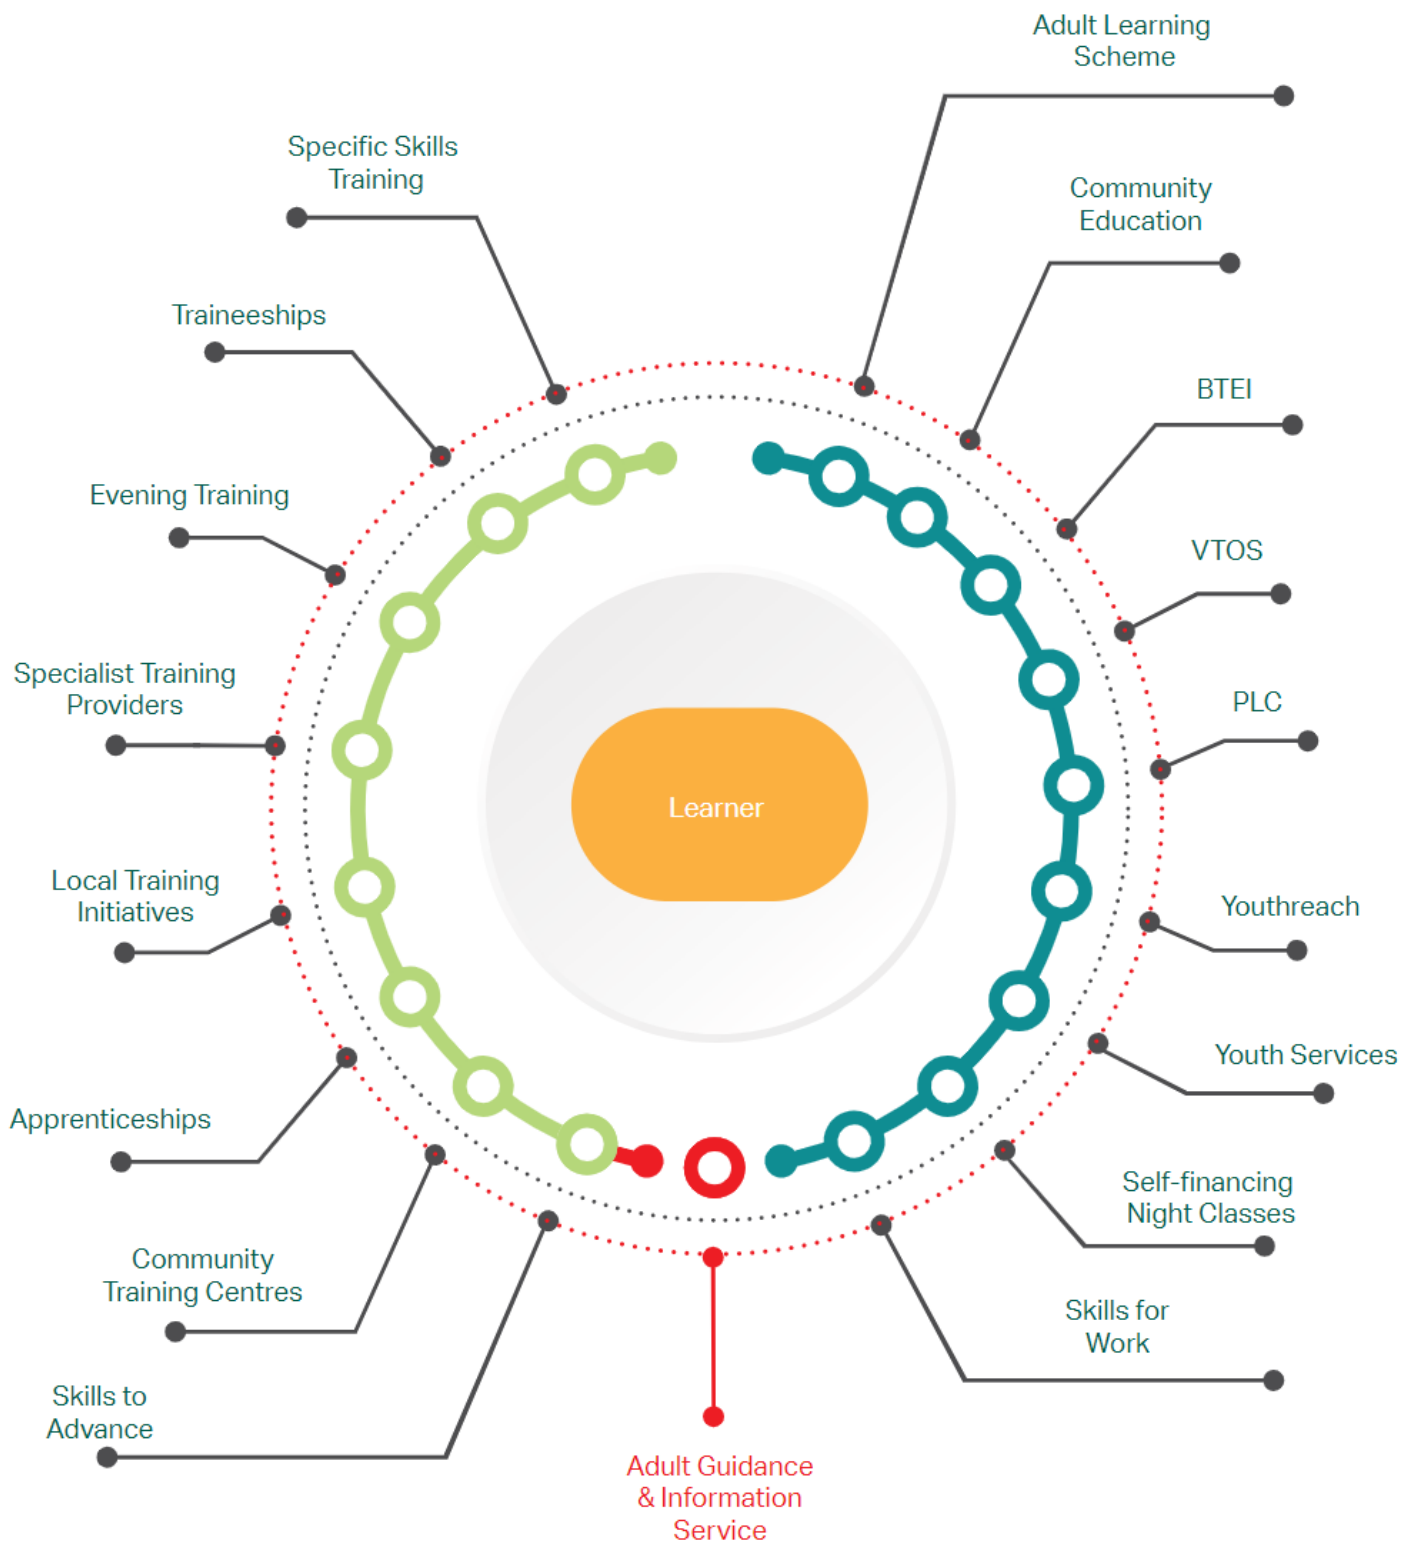 Adult Learning
Scheme
Specific Skills
Training
Community
Education
Traineeships
BTEI
Evening Training
VTOS
Specialist Training
Providers
PLC
Learner
Local Training
Initiatives
Youthreach
Youth Services
Apprenticeships
Self-financing
Night Classes
Community
Training Centres
Skills for
Work
Skills to
Advance
Adult Guidance
& Information
Service